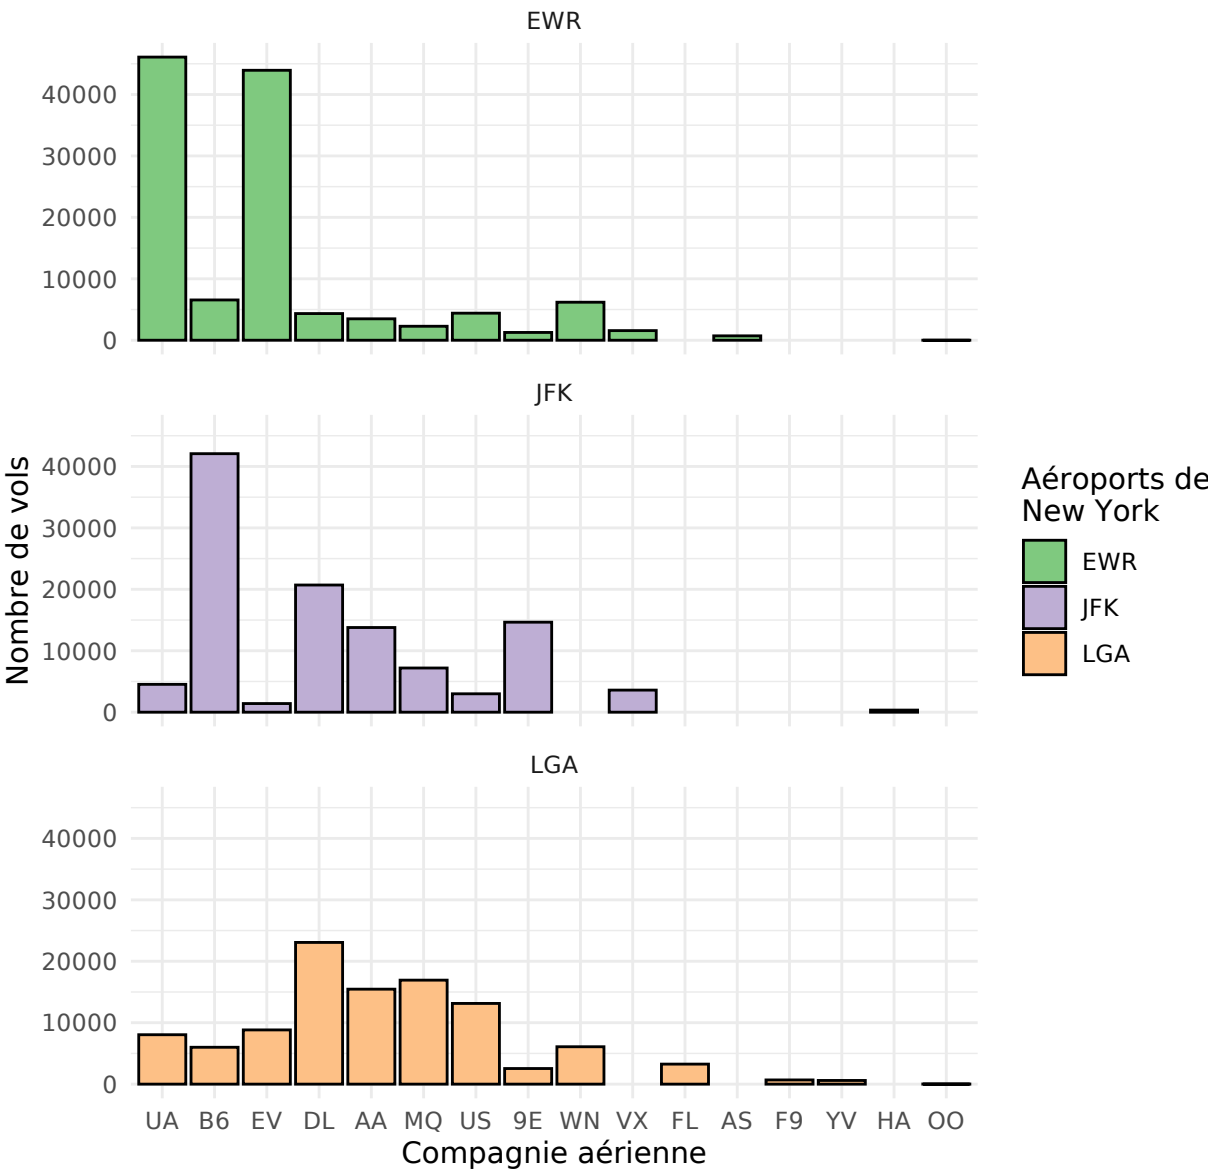 EWR
40000
30000
20000
10000
0
JFK
40000
30000
20000
10000
0
LGA
40000
30000
20000
10000
0
UA B6 EV DL AA MQ US 9E WN VX FL AS F9 YV HA OO
Compagnie aérienne
Nombre de vols
Aéroports de
New York
EWR
JFK
LGA